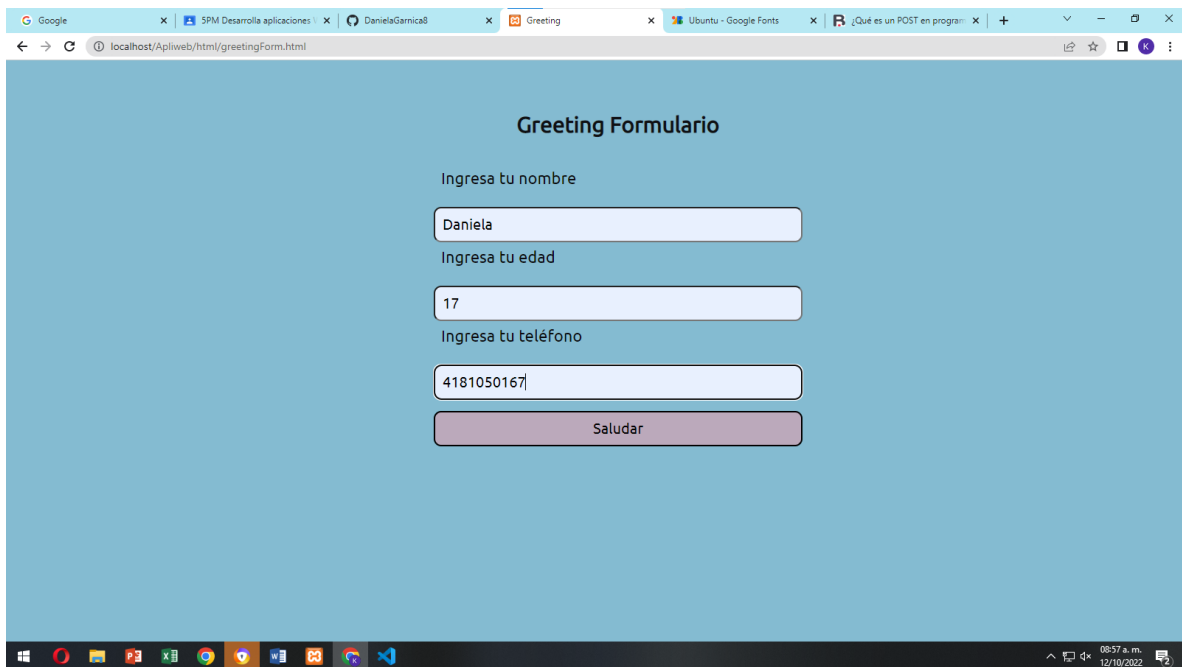 Google
5PM Desarrolla aplicaciones
DanielaGarnica8
Greeting
Ubuntu - Google Fonts
¿Qué es un POST en program
localhost/Apliweb/html/greetingForm.html
K
Greeting Formulario
Ingresa tu nombre
Daniela
Ingresa tu edad
17
Ingresa tu teléfono
4181050167
Saludar
08:57 a. m.
12/10/2022
2